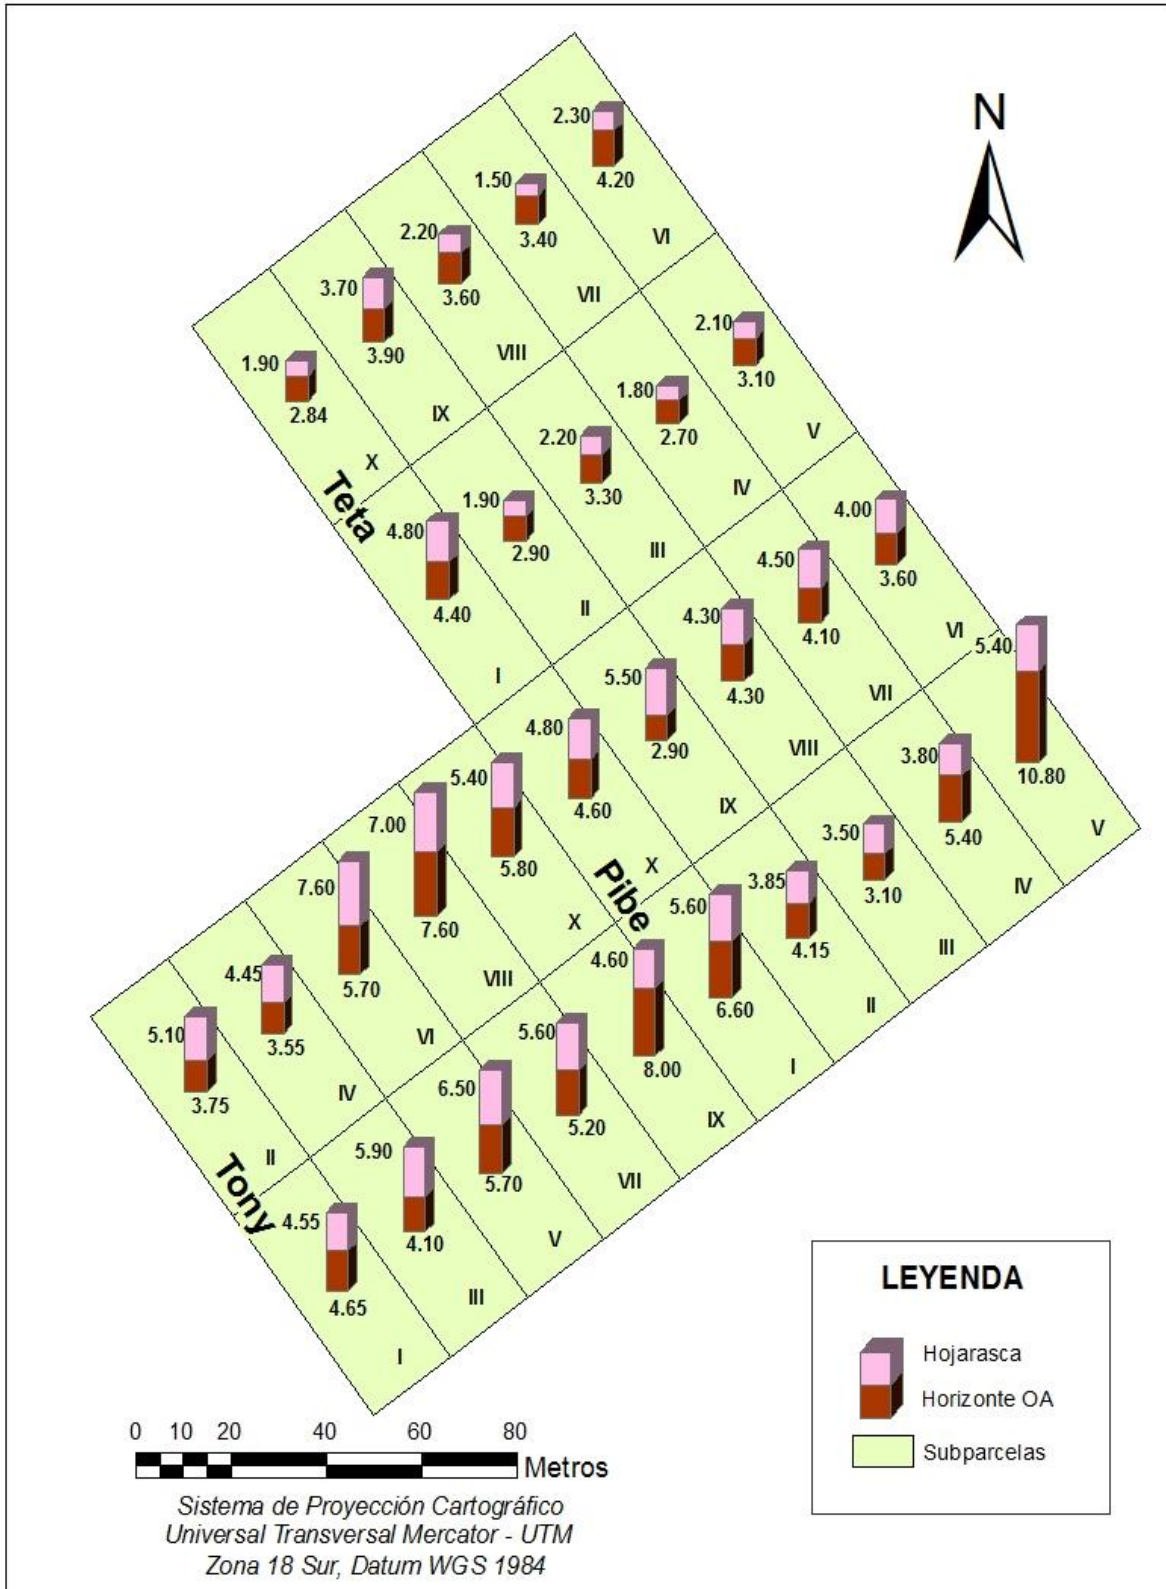 N
2.30
4.20
VI
1.50
3.40
VII
2.20
3.60
VIII
3.70
3.90
IX
1.90
2.84
X
Teta
2.10
3.10
V
1.80
2.70
IV
2.20
3.30
III
1.90
2.90
II
4.80
4.40
I
4.00
3.60
VI
4.50
4.10
VII
4.30
4.30
VIII
5.50
2.90
IX
4.80
4.60
X
Pibe
5.40
10.80
V
3.80
5.40
IV
3.50
3.10
III
3.85
4.15
II
5.60
6.60
I
5.40
5.80
X
7.00
7.60
VIII
7.60
5.70
VI
4.45
3.55
IV
5.10
3.75
II
Tony
4.60
8.00
IX
5.60
5.20
VII
6.50
5.70
V
5.90
4.10
III
4.55
4.65
I
LEYENDA
Hojarasca
Horizonte OA
Subparcelas
0 10 20 40 60 80
Metros
Sistema de Proyección Cartográfico
Universal Transversal Mercator - UTM
Zona 18 Sur, Datum WGS 1984